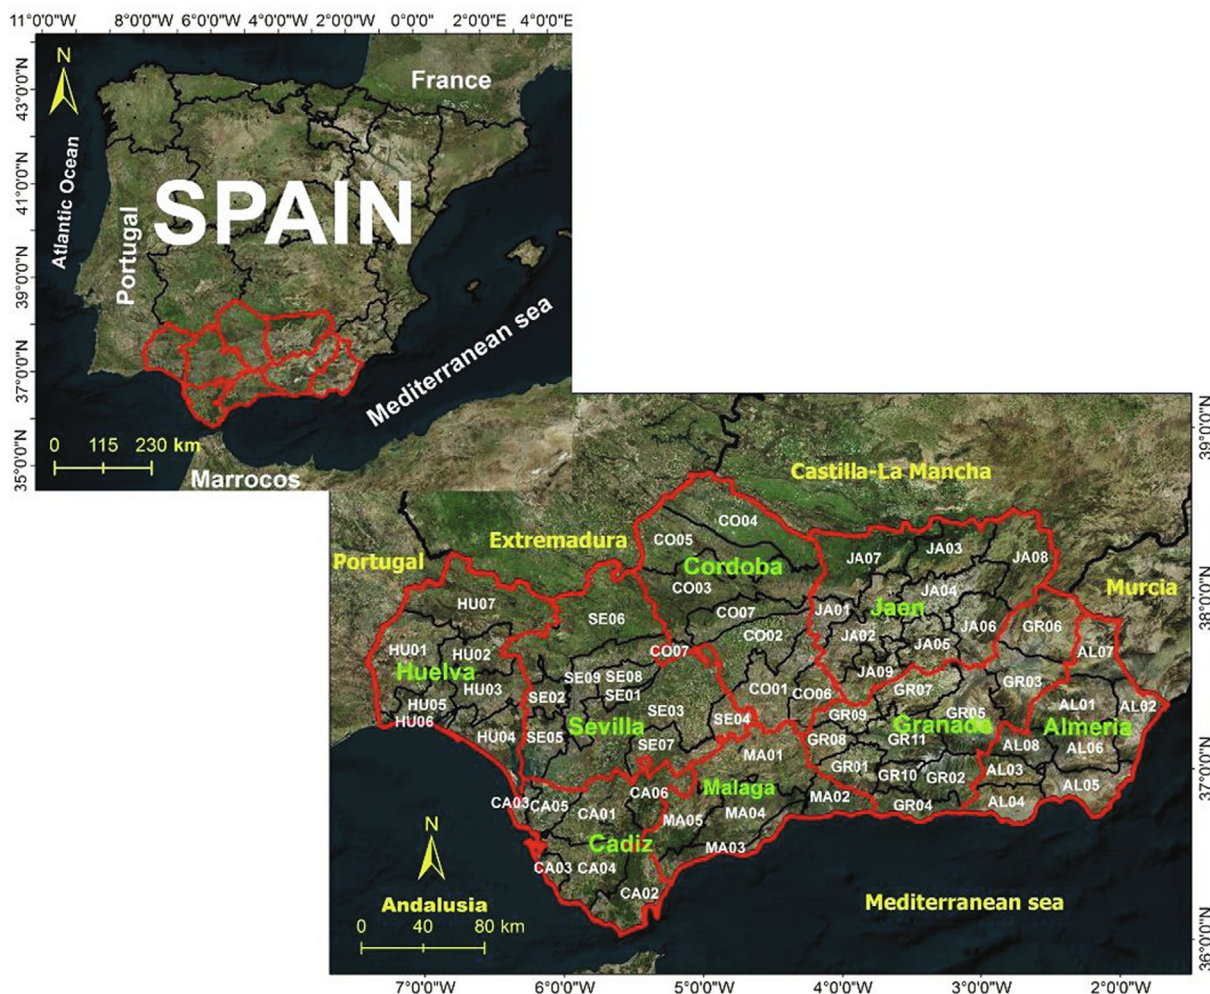 11°0'0"W 8°0'0"W 6°0'0"W 4°0'0"W 2°0'0"W 0°0'0" 2°0'0"E 4°0'0"E
N
France
43°0'0"N
41°0'0"N
39°0'0"N
37°0'0"N
35°0'0"N
Atlantic Ocean
Portugal
SPAIN
Mediterranean sea
0 115 230 km
Marrocos
39°0'0"N
38°0'0"N
37°0'0"N
36°0'0"N
Castilla-La Mancha
Extremadura
Portugal
Murcia
CO04
CO05
Cordoba
CO03
CO07
CO02
CO07
CO01
CO06
JA07
JA03
JA08
JA04
JA01
Jaen
JA02
JA05
JA06
JA09
HU07
HU01
HU02
Huelva
HU03
HU05
HU06
HU04
SE06
SE09
SE08
SE02
SE01
SE03
Sevilla
SE04
SE05
SE07
GR06
GR03
GR07
GR09
GR05
Granada
GR08
GR11
GR01
GR10
GR02
GR04
AL07
AL01
AL02
Almeria
AL08
AL06
AL03
AL05
AL04
MA01
Malaga
MA02
MA04
MA05
MA03
CA06
CA03
CA05
CA01
Cadiz
CA03
CA04
CA02
N
Andalusia
0 40 80 km
Mediterranean sea
7°0'0"W 6°0'0"W 5°0'0"W 4°0'0"W 3°0'0"W 2°0'0"W